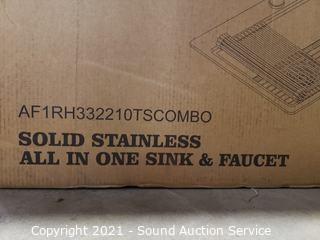 AF1RH332210TSCOMBO
SOLID STAINLESS
ALL IN ONE SINK & FAUCET
Copyright 2021 - Sound Auction Service